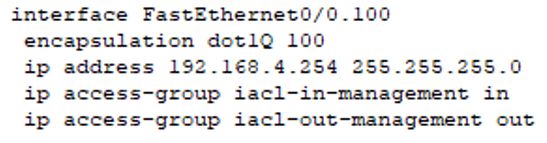 interface FastEthernet0/0.100
encapsulation dot1Q 100
ip address 192.168.4.254 255.255.255.0
ip access-group iacl-in-management in
ip access-group iacl-out-management out